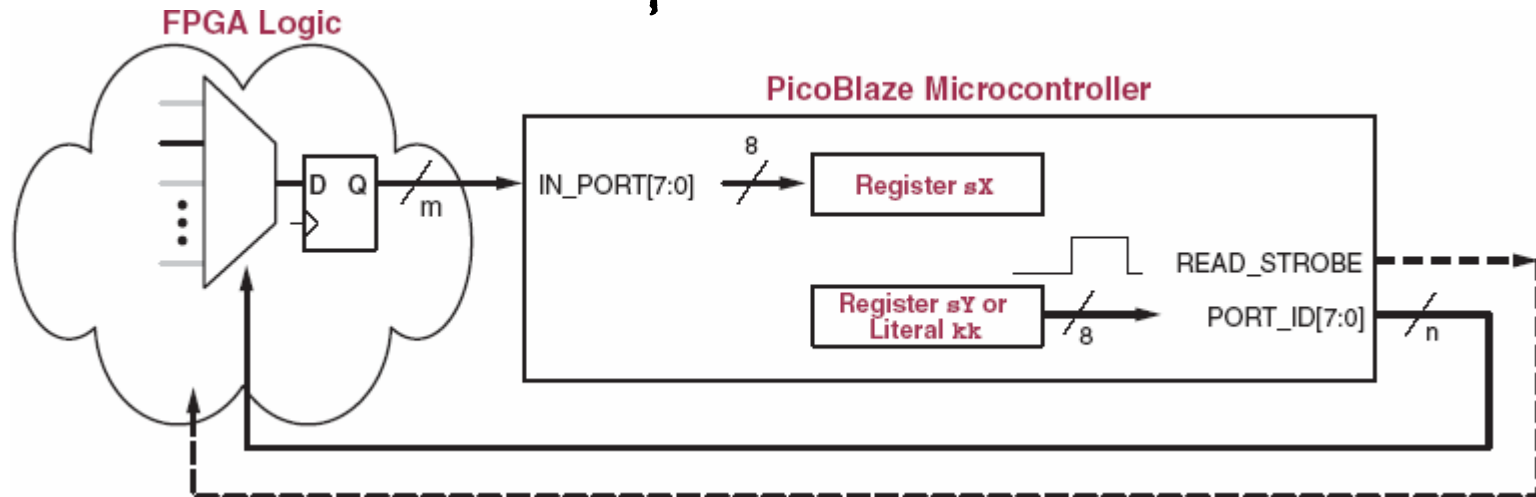 FPGA Logic
PicoBlaze Microcontroller
D Q
m
IN_PORT[7:0]
8
Register sX
READ_STROBE
Register sY or
Literal kk
8
PORT_ID[7:0]
n